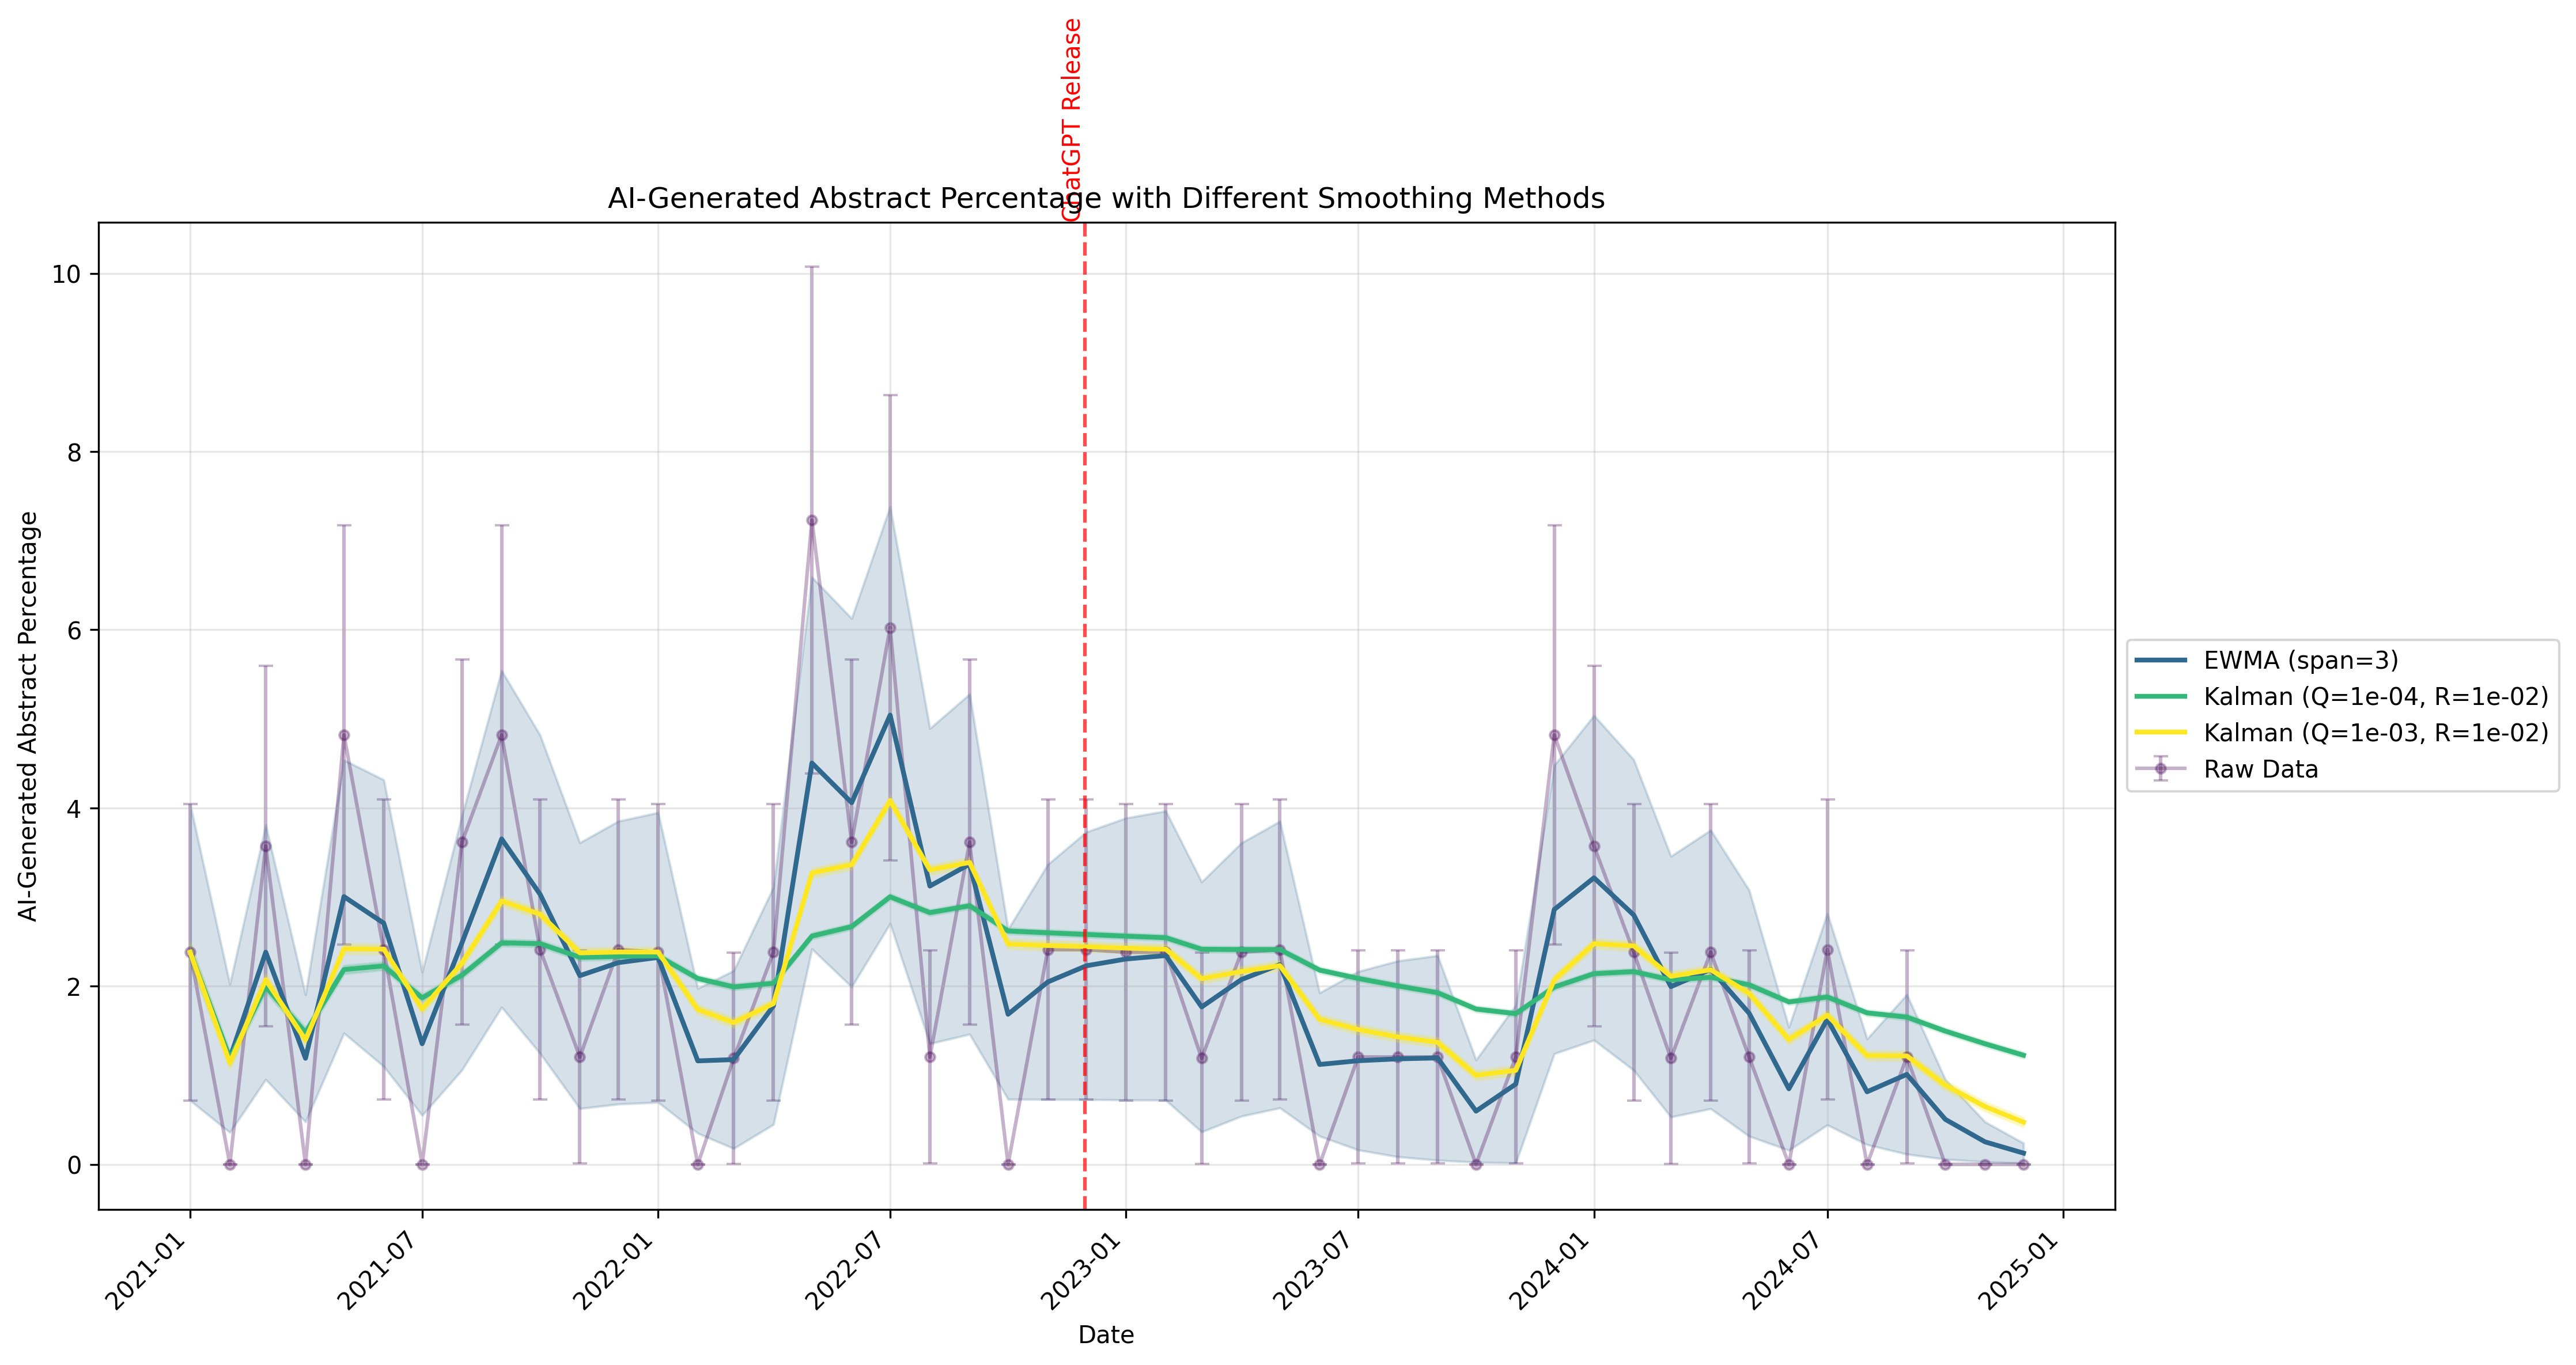 ChatGPT Release
AI-Generated Abstract Percentage with Different Smoothing Methods
AI-Generated Abstract Percentage
10
8
6
4
2
0
EWMA (span=3)
Kalman (Q=1e-04, R=1e-02)
Kalman (Q=1e-03, R=1e-02)
Raw Data
2021-01
2021-07
2022-01
2022-07
2023-01
2023-07
2024-01
2024-07
2025-01
Date